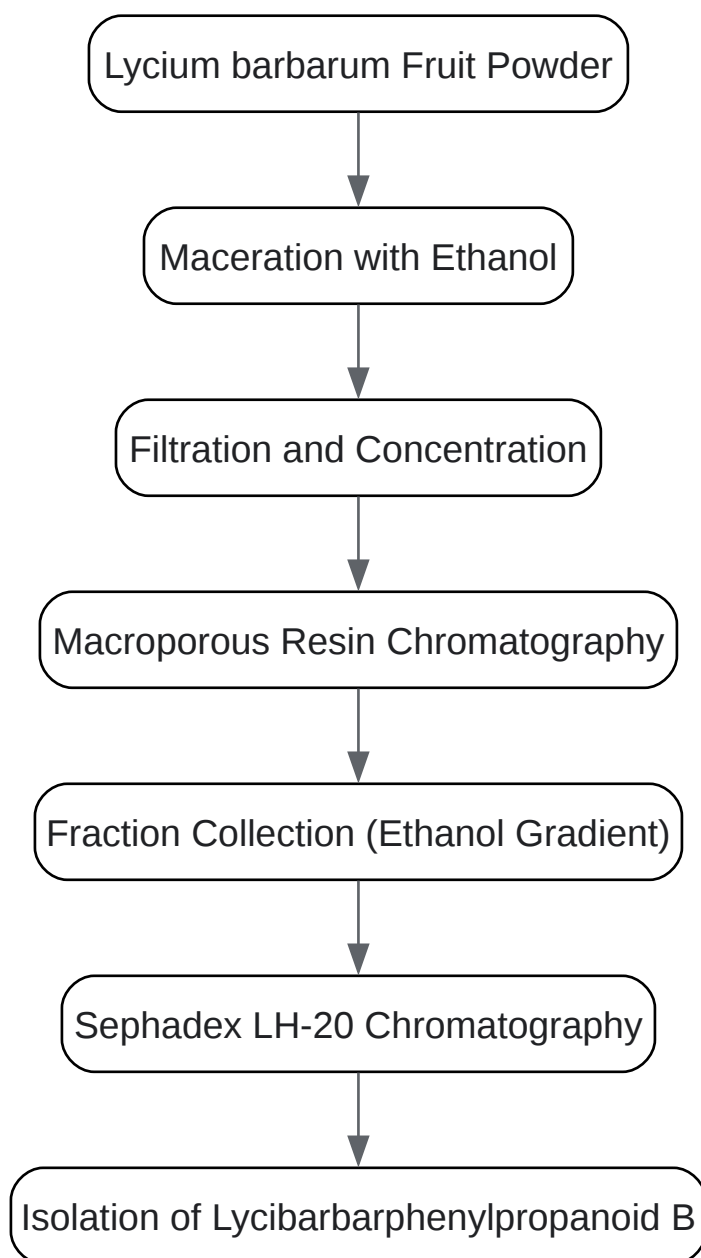 Lycium barbarum Fruit Powder
Maceration with Ethanol
Filtration and Concentration
Macroporous Resin Chromatography
Fraction Collection (Ethanol Gradient)
Sephadex LH-20 Chromatography
Isolation of Lycibarbarphenylpropanoid B